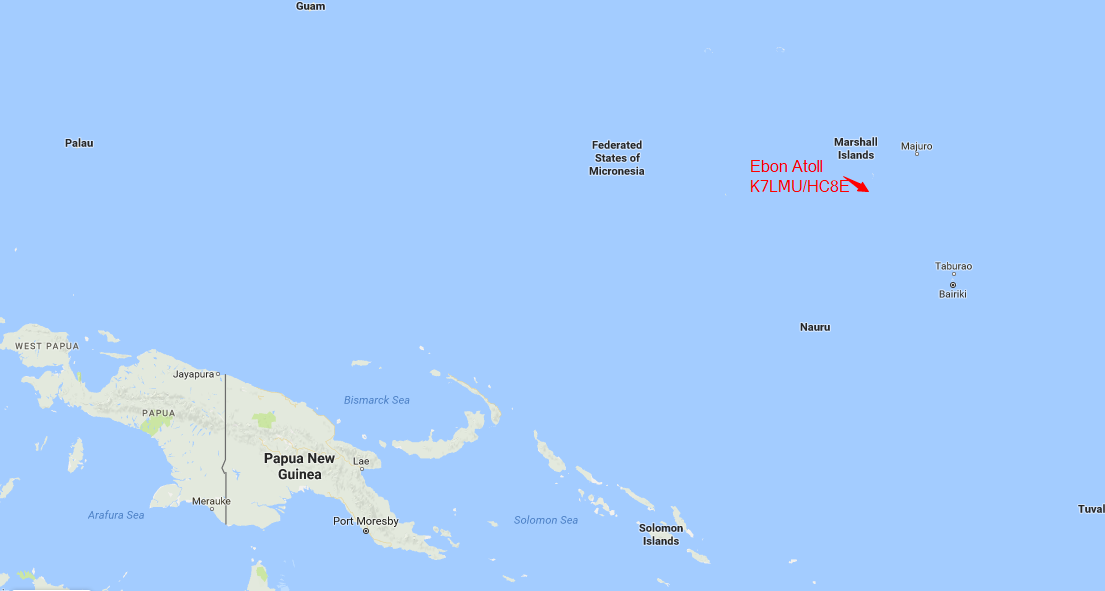 Guam
Palau
Federated
States of
Micronesia
Marshall
Islands
Majuro
Ebon Atoll
K7LMU/HC8E
Taburao
Bairiki
Nauru
WEST PAPUA
Jayapura
PAPUA
Bismarck Sea
Papua New
Guinea
Lae
Merauke
Arafura Sea
Port Moresby
Solomon Sea
Solomon
Islands
Tuval